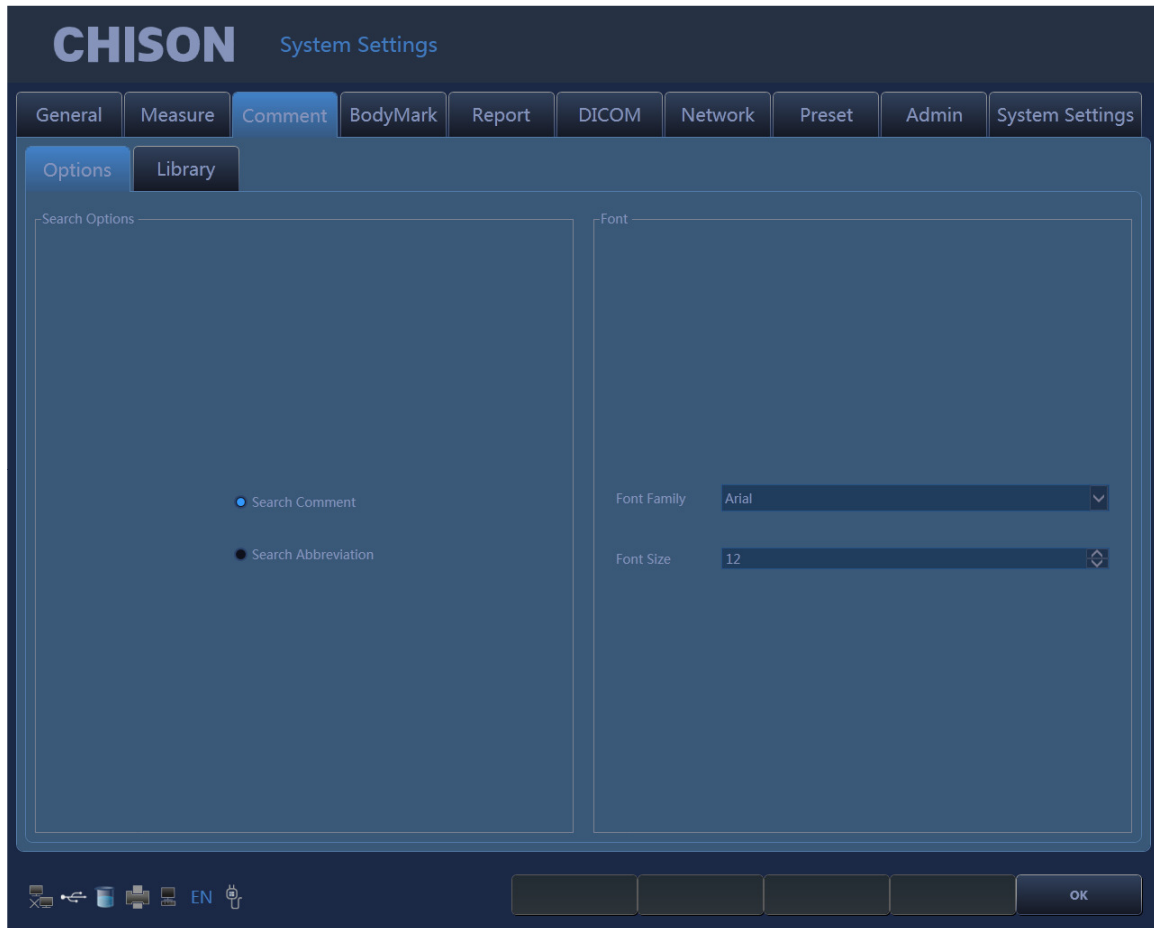 CHISON System Settings
General Measure Comment BodyMark Report DICOM Network Preset Admin System Settings
Options Library
Search Options
Font
Search Comment
Search Abbreviation
Font Family Arial
Font Size 12
EN
OK